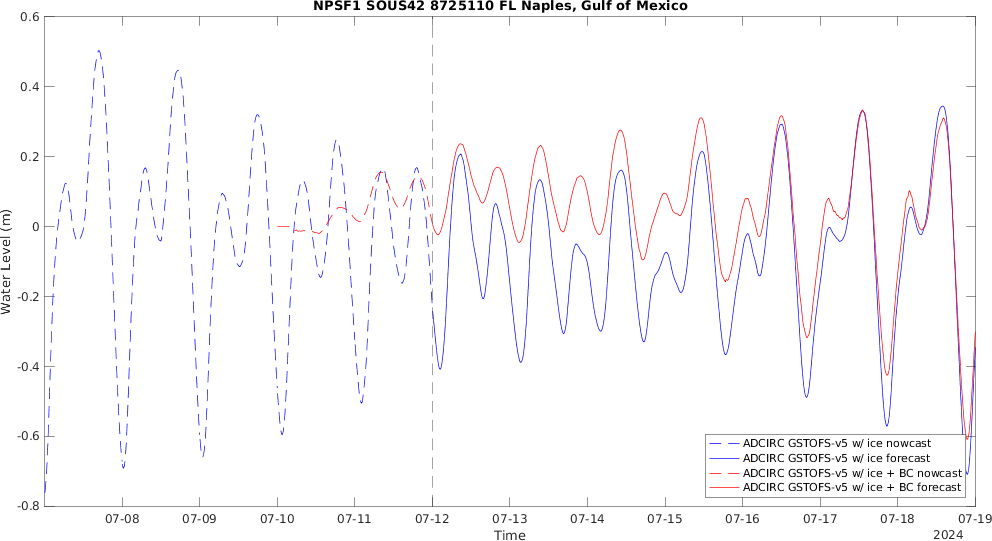 NPSF1 SOUS42 8725110 FL Naples, Gulf of Mexico
0.6
0.4
0.2
0
-0.2
-0.4
-0.6
-0.8
Water Level (m)
ADCIRC GSTOFS-v5 w/ ice nowcast
ADCIRC GSTOFS-v5 w/ ice forecast
ADCIRC GSTOFS-v5 w/ ice + BC nowcast
ADCIRC GSTOFS-v5 w/ ice + BC forecast
07-08 07-09 07-10 07-11 07-12 07-13 07-14 07-15 07-16 07-17 07-18 07-19
Time
2024